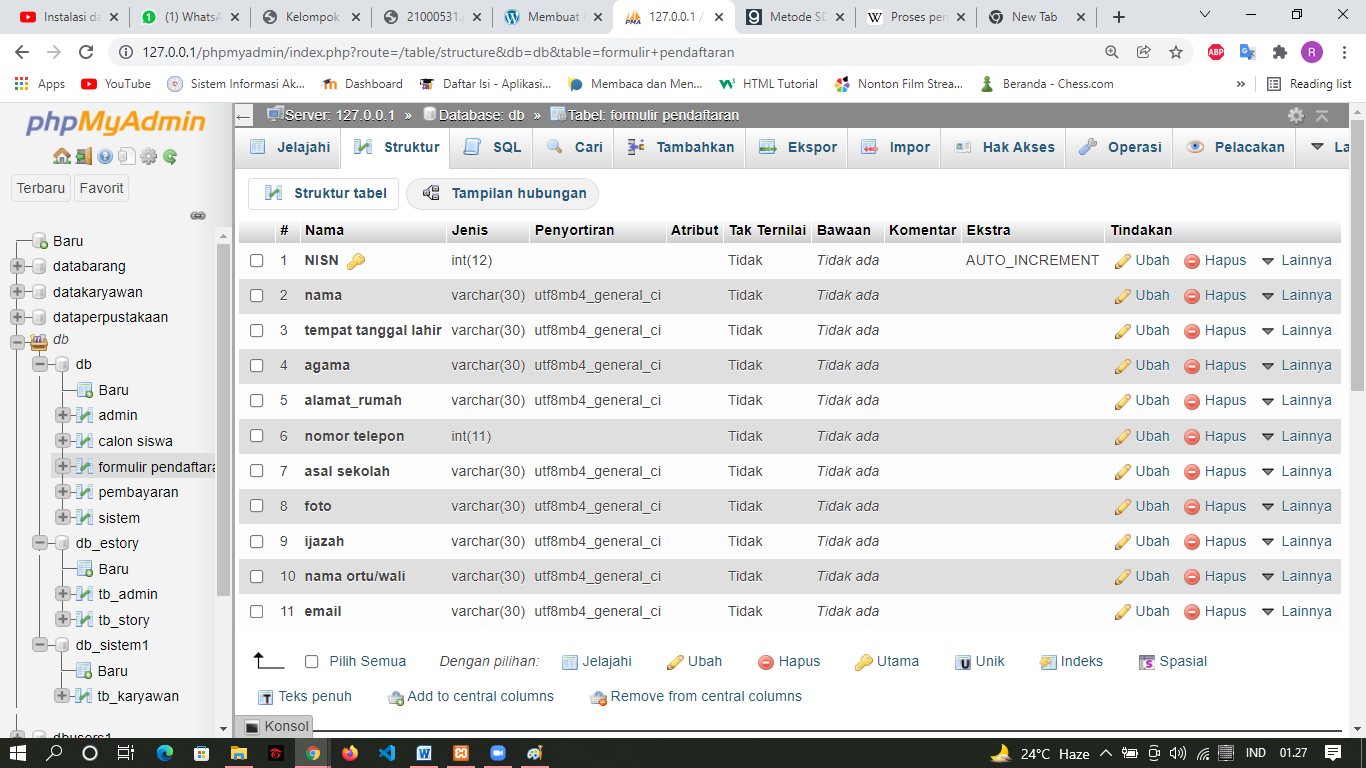 Instalasi da
(1) WhatsA
Kelompok
21000531.p
Membuat
127.0.0.1 /
Metode SD
Proses pen
New Tab
127.0.0.1/phpmyadmin/index.php?route=/table/structure&db=db&table=formulir+pendaftaran
ABP
R
Apps
YouTube
Sistem Informasi Ak...
Dashboard
Daftar Isi - Aplikasi...
Membaca dan Men...
HTML Tutorial
Nonton Film Strea...
Beranda - Chess.com
»
Reading list
phpMyAdmin
Terbaru
Favorit
Baru
databarang
datakaryawan
dataperpustakaan
db
db
Baru
admin
calon siswa
formulir pendaftara
pembayaran
sistem
db_estory
Baru
tb_admin
tb_story
db_sistem1
Baru
tb_karyawan
dbusers1
Server: 127.0.0.1 » Database: db » Tabel: formulir pendaftaran
Jelajahi
Struktur
SQL
Cari
Tambahkan
Ekspor
Impor
Hak Akses
Operasi
Pelacakan
La
Struktur tabel
Tampilan hubungan
# Nama Jenis Penyortiran Atribut Tak Ternilai Bawaan Komentar Ekstra Tindakan
1 NISN int(12) Tidak Tidak ada AUTO_INCREMENT Ubah Hapus Lainnya
2 nama varchar(30) utf8mb4_general_ci Tidak Tidak ada Ubah Hapus Lainnya
3 tempat tanggal lahir varchar(30) utf8mb4_general_ci Tidak Tidak ada Ubah Hapus Lainnya
4 agama varchar(30) utf8mb4_general_ci Tidak Tidak ada Ubah Hapus Lainnya
5 alamat_rumah varchar(30) utf8mb4_general_ci Tidak Tidak ada Ubah Hapus Lainnya
6 nomor telepon int(11) Tidak Tidak ada Ubah Hapus Lainnya
7 asal sekolah varchar(30) utf8mb4_general_ci Tidak Tidak ada Ubah Hapus Lainnya
8 foto varchar(30) utf8mb4_general_ci Tidak Tidak ada Ubah Hapus Lainnya
9 ijazah varchar(30) utf8mb4_general_ci Tidak Tidak ada Ubah Hapus Lainnya
10 nama ortu/wali varchar(30) utf8mb4_general_ci Tidak Tidak ada Ubah Hapus Lainnya
11 email varchar(30) utf8mb4_general_ci Tidak Tidak ada Ubah Hapus Lainnya
Pilih Semua Dengan pilihan: Jelajahi Ubah Hapus Utama Unik Indeks Spasial
Teks penuh Add to central columns Remove from central columns
Konsol
24°C Haze IND 01.27